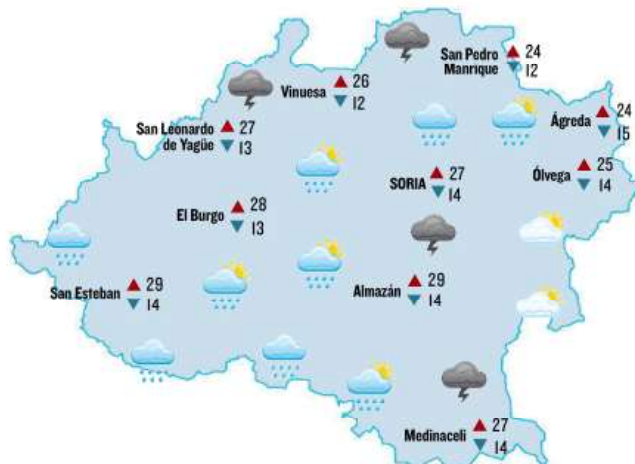 San Pedro
Manrique
▲ 24
▼ 12
Vinuesa
▲ 26
▼ 12
Ágreda
▲ 24
▼ 15
San Leonardo
de Yagüe
▲ 27
▼ 13
SORIA
▲ 27
▼ 14
Ólvega
▲ 25
▼ 14
El Burgo
▲ 28
▼ 13
San Esteban
▲ 29
▼ 14
Almazán
▲ 29
▼ 14
Medinaceli
▲ 27
▼ 14